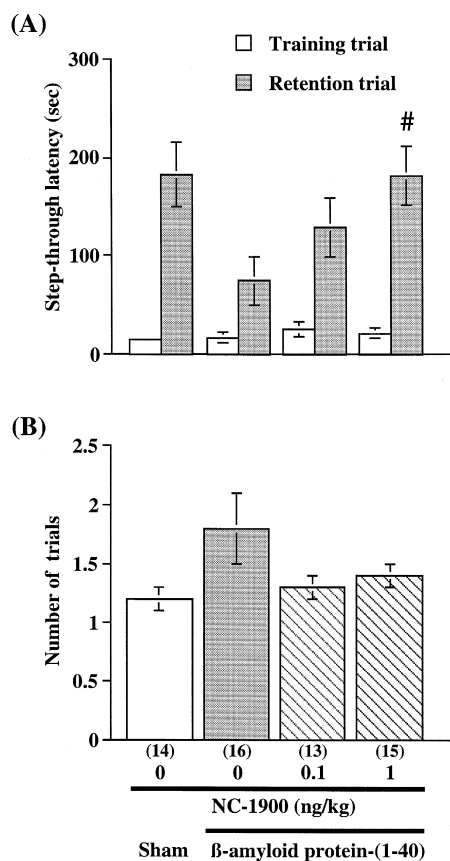 (A)
Training trial
Retention trial
#
Step-through latency (sec)
300
200
100
0
(B)
Number of trials
2.5
2
1.5
1
0.5
0
(14) (16) (13) (15)
0 0 0.1 1
NC-1900 (ng/kg)
Sham ß-amyloid protein-(1-40)